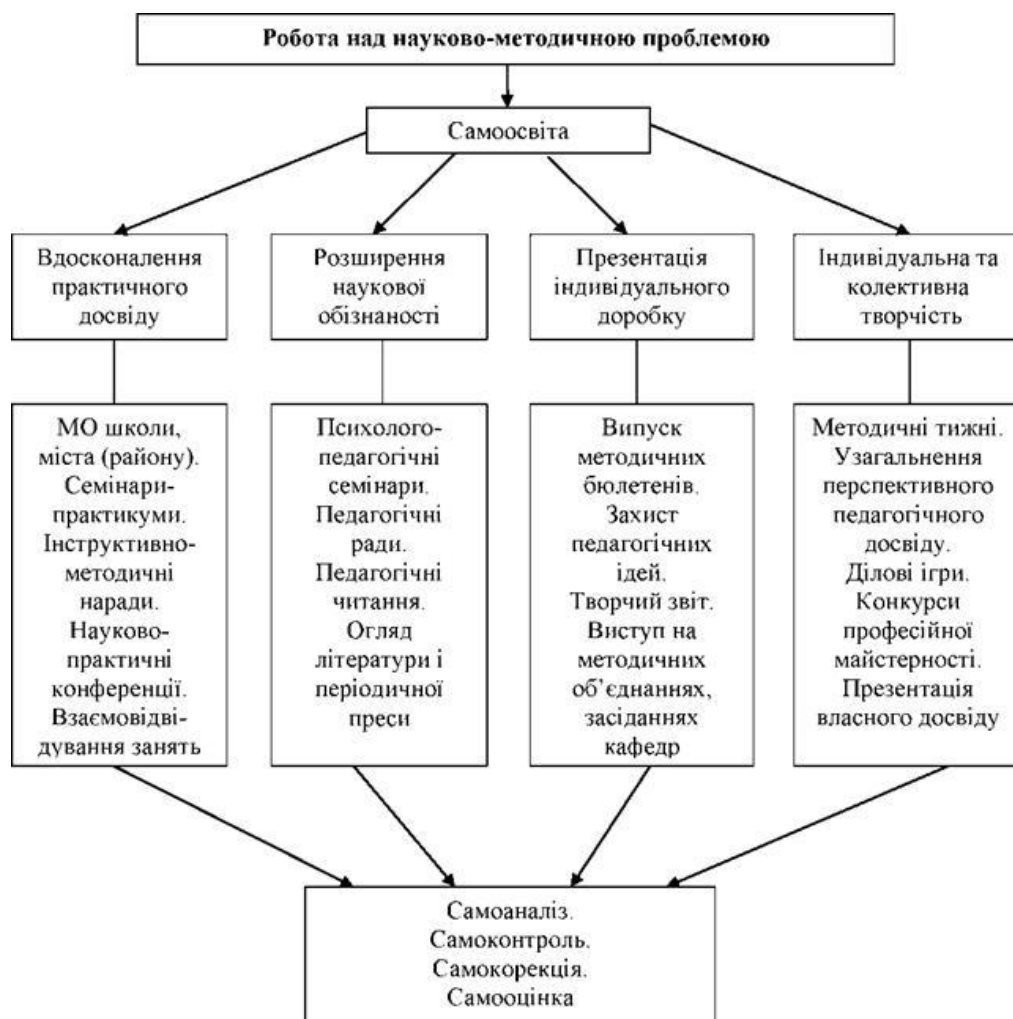 Робота над науково-методичною проблемою
Самоосвіта
Вдосконалення
практичного
досвіду
Розширення
наукової
обізнаності
Презентація
індивідуального
доробку
Індивідуальна та
колективна
творчість
МО школи,
міста (району).
Семінари-
практикуми.
Інструктивно-
методичні
наради.
Науково-
практичні
конференції.
Взаємовідві-
дування занять
Психолого-
педагогічні
семінари.
Педагогічні
ради.
Педагогічні
читання.
Огляд
літератури і
періодичної
преси
Випуск
методичних
бюлетенів.
Захист
педагогічних
ідей.
Творчий звіт.
Виступ на
методичних
об’єднаннях,
засіданнях
кафедр
Методичні тижні.
Узагальнення
перспективного
педагогічного
досвіду.
Ділові ігри.
Конкурси
професійної
майстерності.
Презентація
власного досвіду
Самоаналіз.
Самоконтроль.
Самокорекція.
Самооцінка